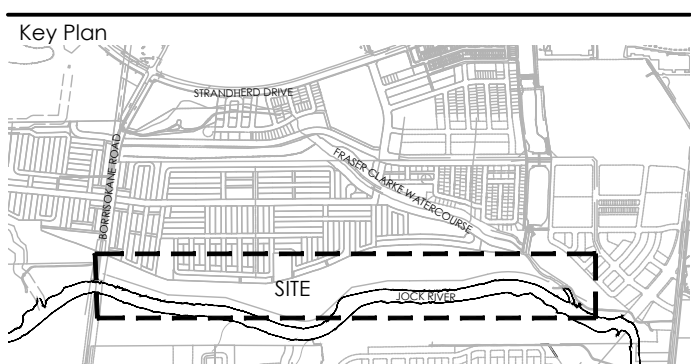 Key Plan
STRANDHERD DRIVE
BORRISOKANE ROAD
FRASER CLARKE WATERCOURSE
SITE
JOCK RIVER